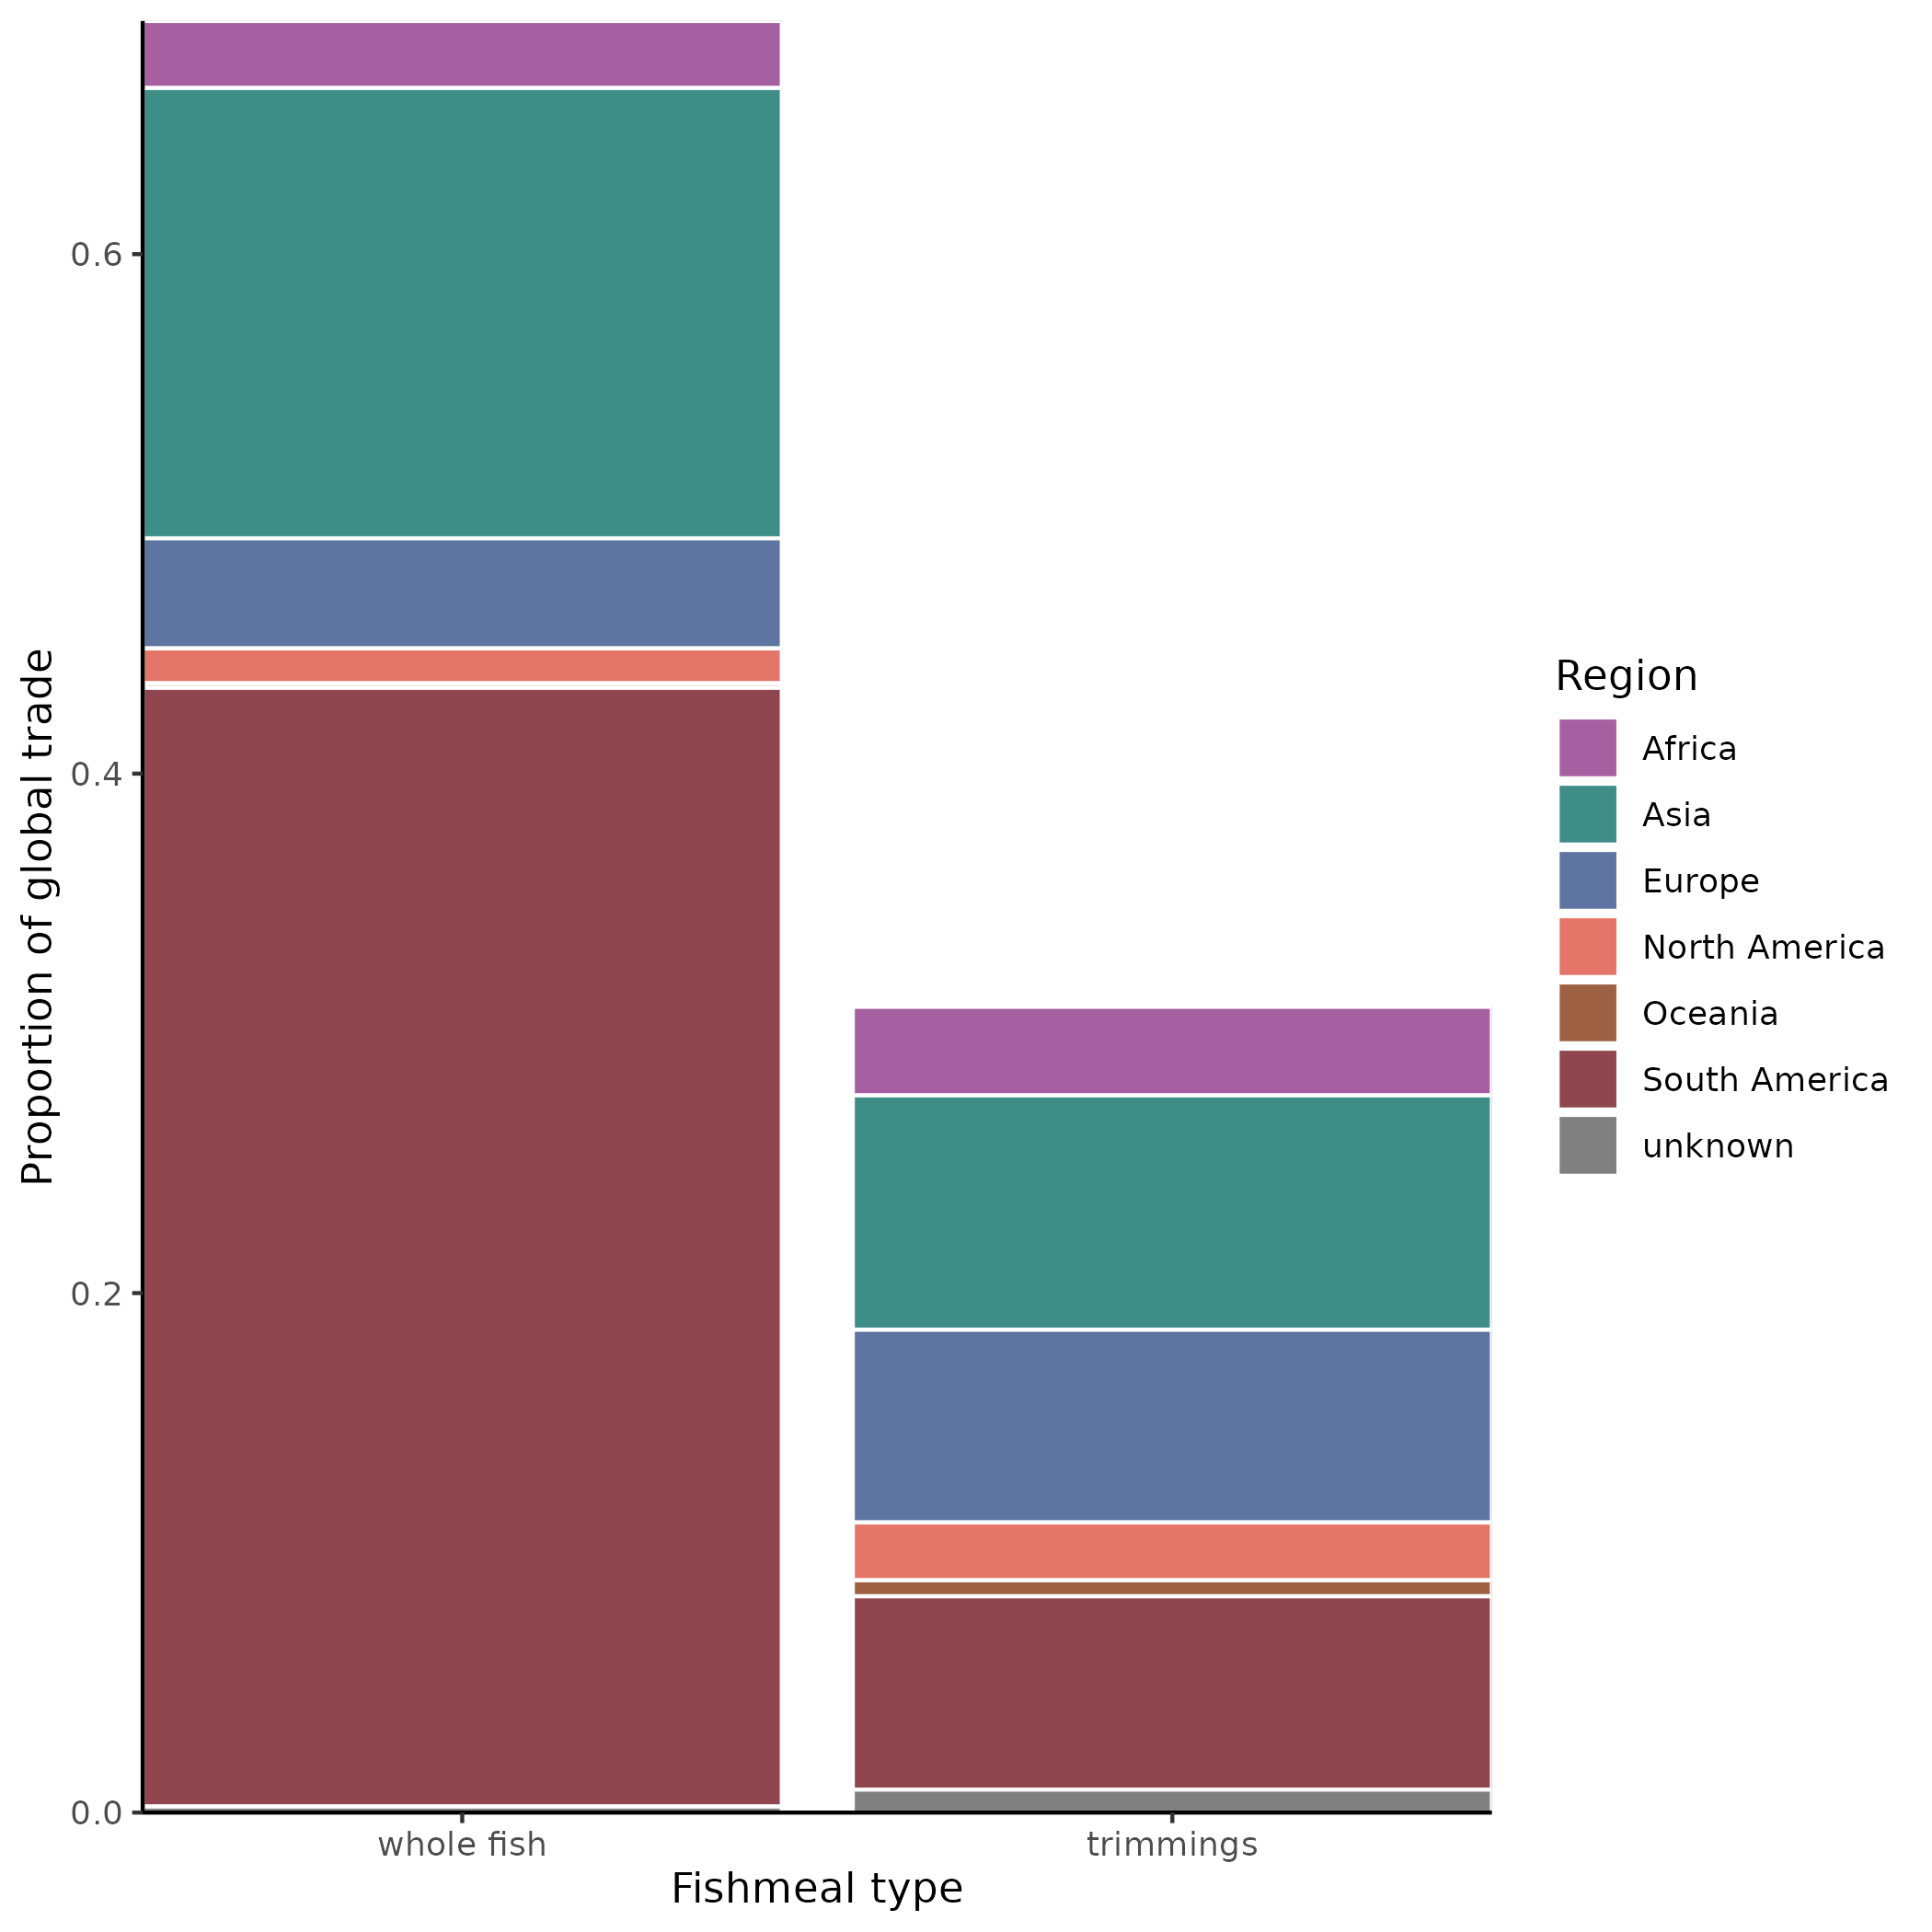 Proportion of global trade
0.6
0.4
0.2
0.0
whole fish
trimmings
Fishmeal type
Region
Africa
Asia
Europe
North America
Oceania
South America
unknown